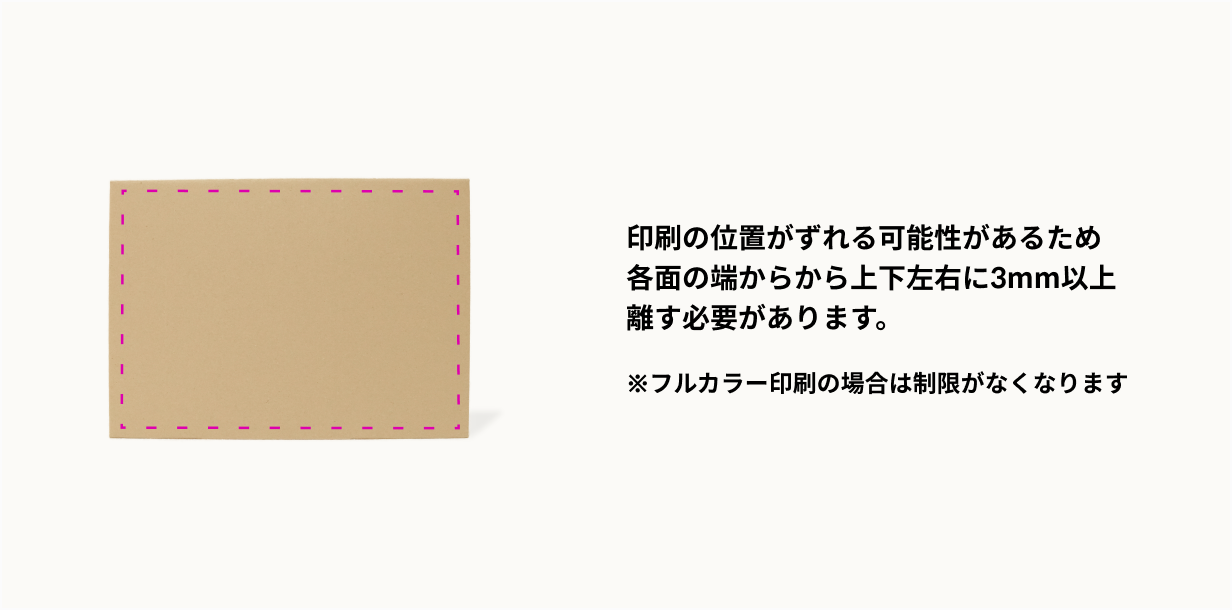 印刷の位置がずれる可能性があるため
各面の端からから上下左右に3mm以上
離す必要があります。
※フルカラー印刷の場合は制限がなくなります